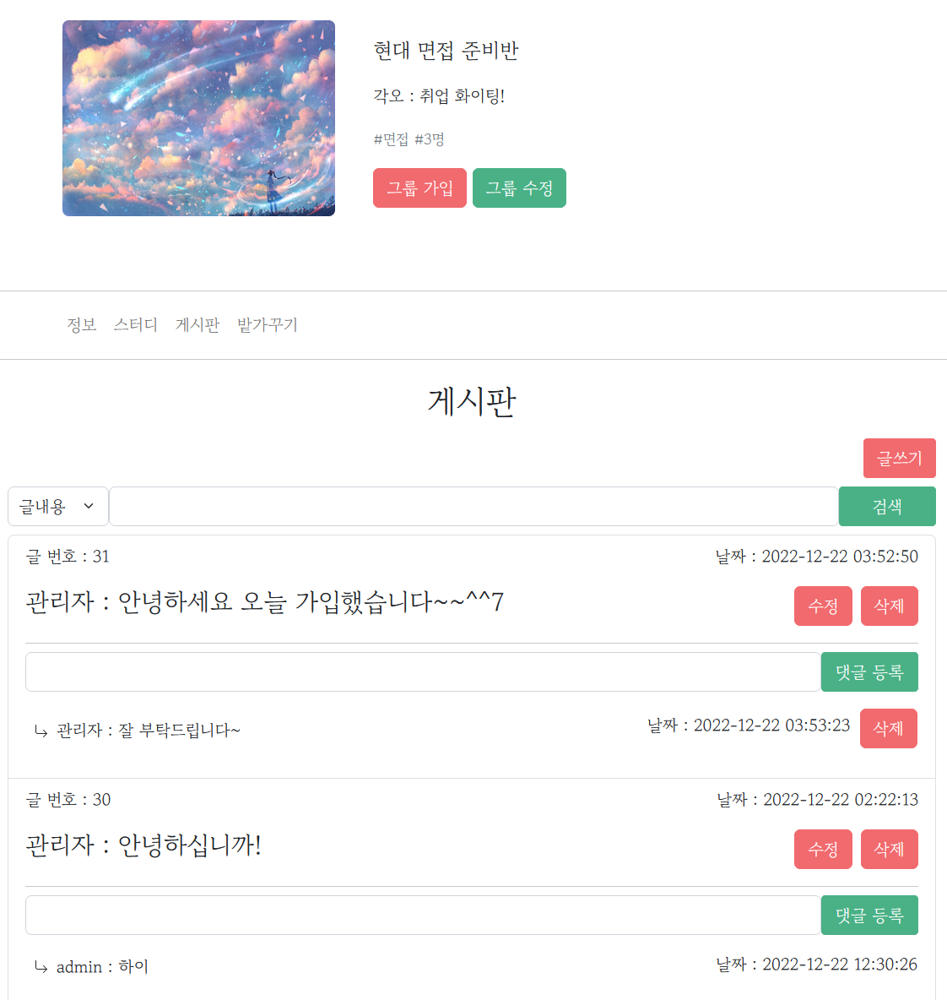 현대 면접 준비반
각오 : 취업 화이팅!
#면접 #3명
그룹 가입 그룹 수정
정보 스터디 게시판 밭가꾸기
게시판
글쓰기
글내용 검색
글 번호 : 31 날짜 : 2022-12-22 03:52:50
관리자 : 안녕하세요 오늘 가입했습니다~~^^7 수정 삭제
댓글 등록
관리자 : 잘 부탁드립니다~ 날짜 : 2022-12-22 03:53:23 삭제
글 번호 : 30 날짜 : 2022-12-22 02:22:13
관리자 : 안녕하십니까! 수정 삭제
댓글 등록
admin : 하이 날짜 : 2022-12-22 12:30:26